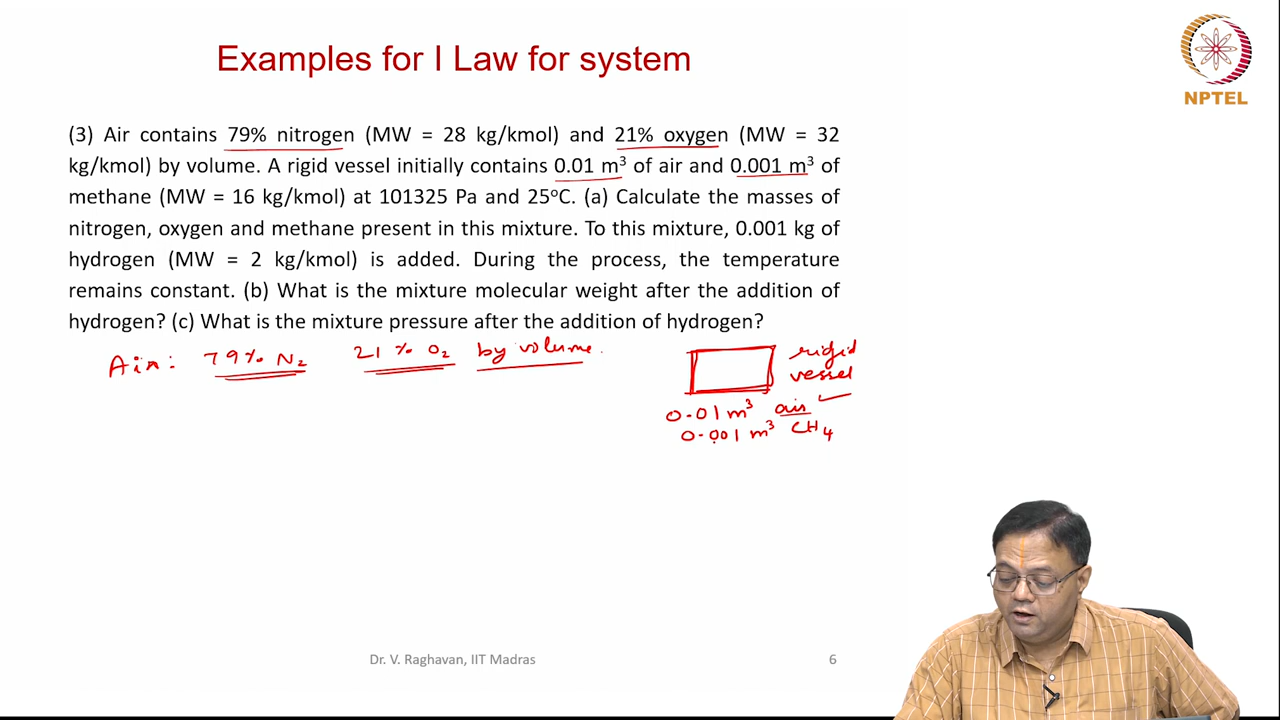 Examples for I Law for system
NPTEL
(3) Air contains 79% nitrogen (MW = 28 kg/kmol) and 21% oxygen (MW = 32
kg/kmol) by volume. A rigid vessel initially contains 0.01 m³ of air and 0.001 m³ of
methane (MW = 16 kg/kmol) at 101325 Pa and 25°C. (a) Calculate the masses of
nitrogen, oxygen and methane present in this mixture. To this mixture, 0.001 kg of
hydrogen (MW = 2 kg/kmol) is added. During the process, the temperature
remains constant. (b) What is the mixture molecular weight after the addition of
hydrogen? (c) What is the mixture pressure after the addition of hydrogen?
Air: 79% N₂ 21% O₂ by volume.
rigid
vessel
0.01 m³ air
0.001 m³ CH₄
Dr. V. Raghavan, IIT Madras
6